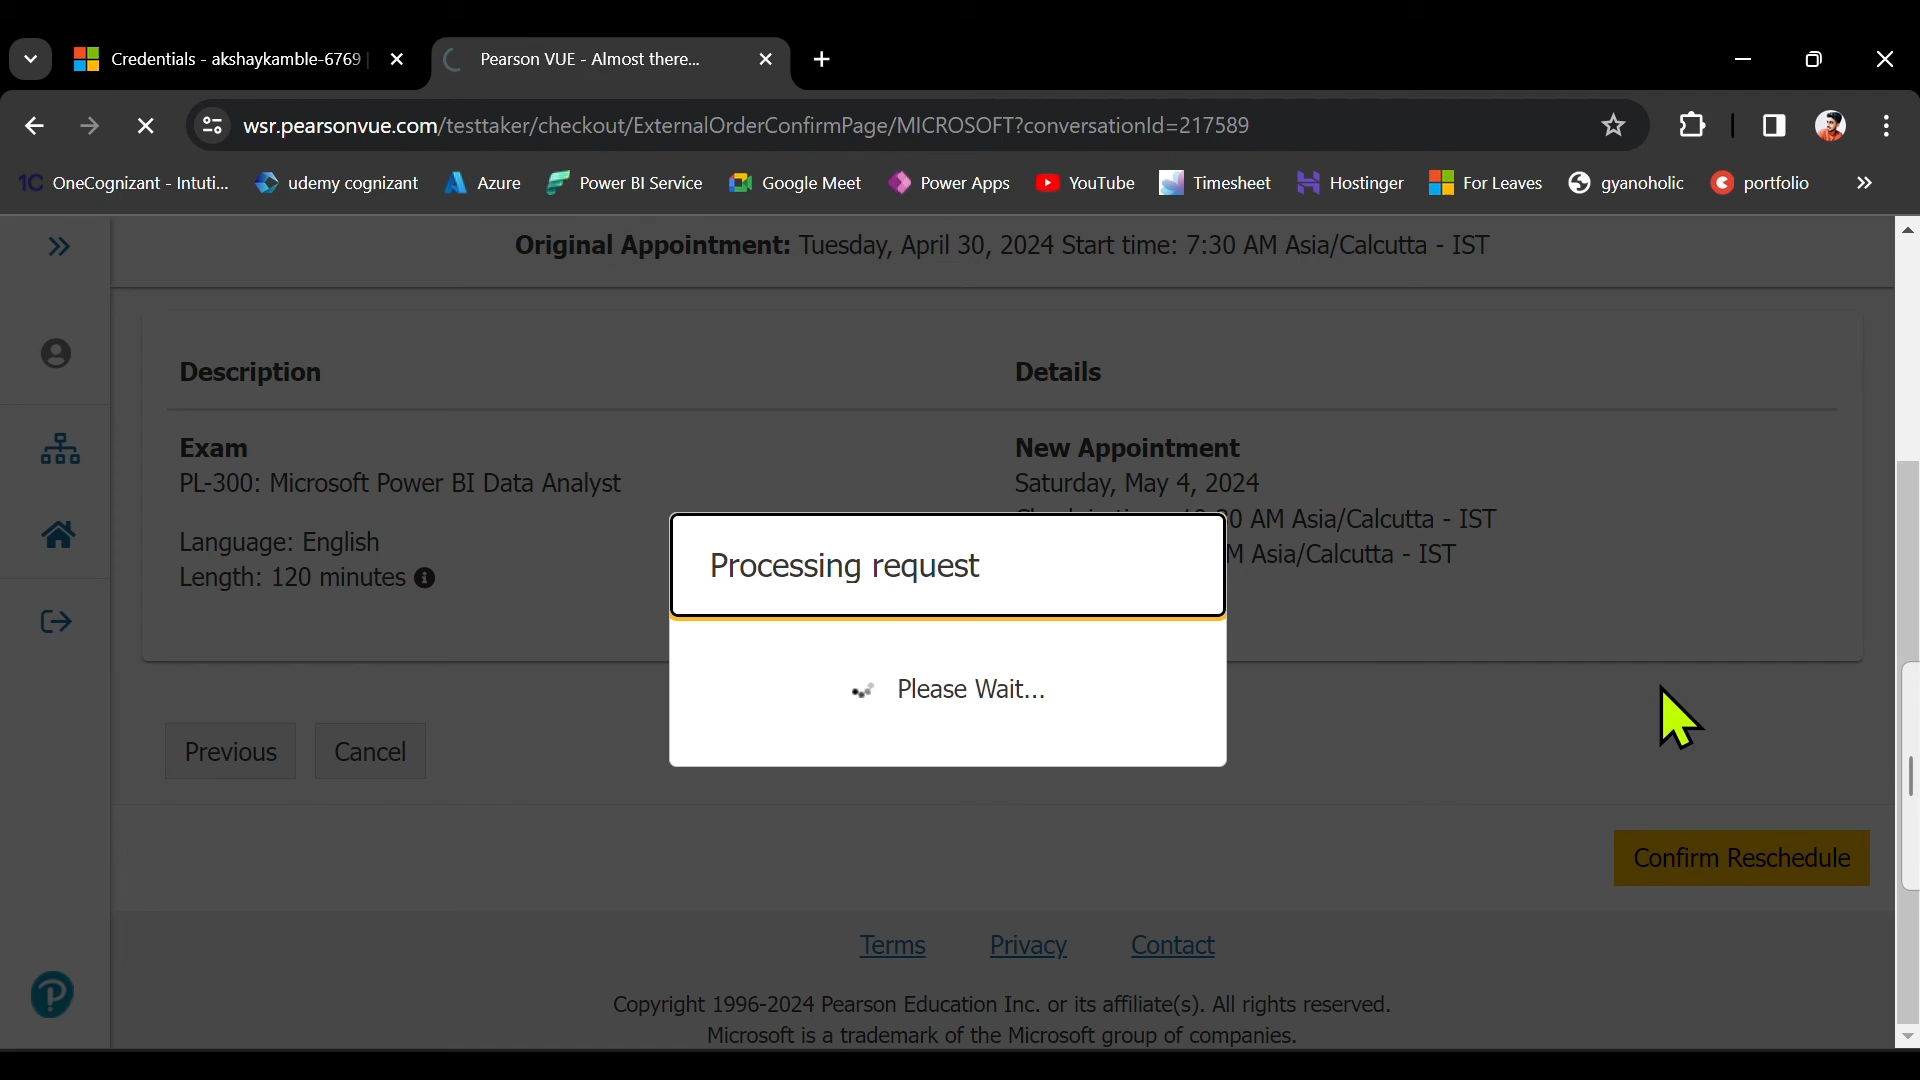 Credentials - akshaykamble-6769
Pearson VUE - Almost there...
wsr.pearsonvue.com/testtaker/checkout/ExternalOrderConfirmPage/MICROSOFT?conversationId=217589
1C OneCognizant - Intuti... udemy cognizant Azure Power BI Service Google Meet Power Apps YouTube Timesheet Hostinger For Leaves gyanoholic portfolio
Original Appointment: Tuesday, April 30, 2024 Start time: 7:30 AM Asia/Calcutta - IST
Description Details
Exam
PL-300: Microsoft Power BI Data Analyst
Language: English
Length: 120 minutes
New Appointment
Saturday, May 4, 2024
AM Asia/Calcutta - IST
M Asia/Calcutta - IST
Processing request
Please Wait...
Previous Cancel
Confirm Reschedule
Terms Privacy Contact
Copyright 1996-2024 Pearson Education Inc. or its affiliate(s). All rights reserved.
Microsoft is a trademark of the Microsoft group of companies.